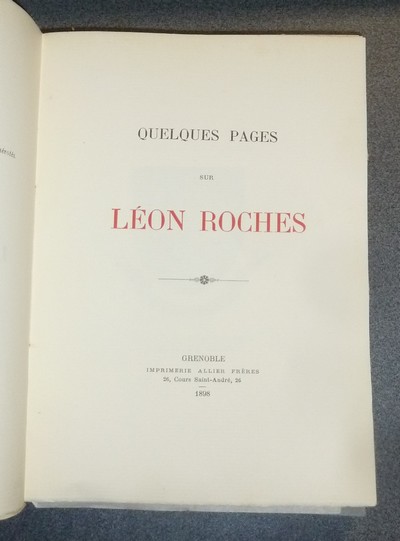 QUELQUES PAGES
SUR
LÉON ROCHES
GRENOBLE
IMPRIMERIE ALLIER FRÈRES
26, Cours Saint-André, 26
1898